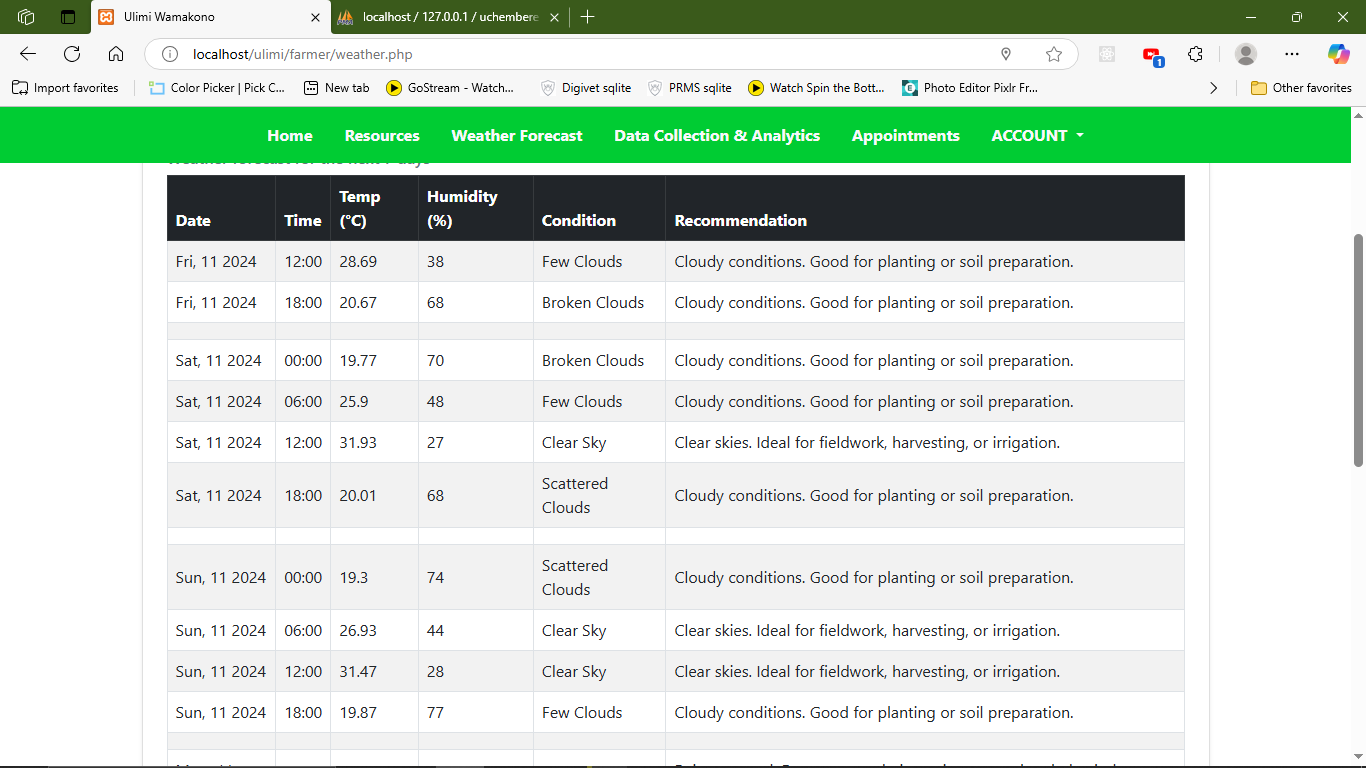 Ulimi Wamakono
localhost / 127.0.0.1 / uchembere
localhost/ulimi/farmer/weather.php
1
Import favorites
Color Picker | Pick C...
New tab
GoStream - Watch...
Digivet sqlite
PRMS sqlite
Watch Spin the Bott...
Photo Editor Pixlr Fr...
Other favorites
Home Resources Weather Forecast Data Collection & Analytics Appointments ACCOUNT
Date Time Temp (°C) Humidity (%) Condition Recommendation
Fri, 11 2024 12:00 28.69 38 Few Clouds Cloudy conditions. Good for planting or soil preparation.
Fri, 11 2024 18:00 20.67 68 Broken Clouds Cloudy conditions. Good for planting or soil preparation.
Sat, 11 2024 00:00 19.77 70 Broken Clouds Cloudy conditions. Good for planting or soil preparation.
Sat, 11 2024 06:00 25.9 48 Few Clouds Cloudy conditions. Good for planting or soil preparation.
Sat, 11 2024 12:00 31.93 27 Clear Sky Clear skies. Ideal for fieldwork, harvesting, or irrigation.
Sat, 11 2024 18:00 20.01 68 Scattered Clouds Cloudy conditions. Good for planting or soil preparation.
Sun, 11 2024 00:00 19.3 74 Scattered Clouds Cloudy conditions. Good for planting or soil preparation.
Sun, 11 2024 06:00 26.93 44 Clear Sky Clear skies. Ideal for fieldwork, harvesting, or irrigation.
Sun, 11 2024 12:00 31.47 28 Clear Sky Clear skies. Ideal for fieldwork, harvesting, or irrigation.
Sun, 11 2024 18:00 19.87 77 Few Clouds Cloudy conditions. Good for planting or soil preparation.